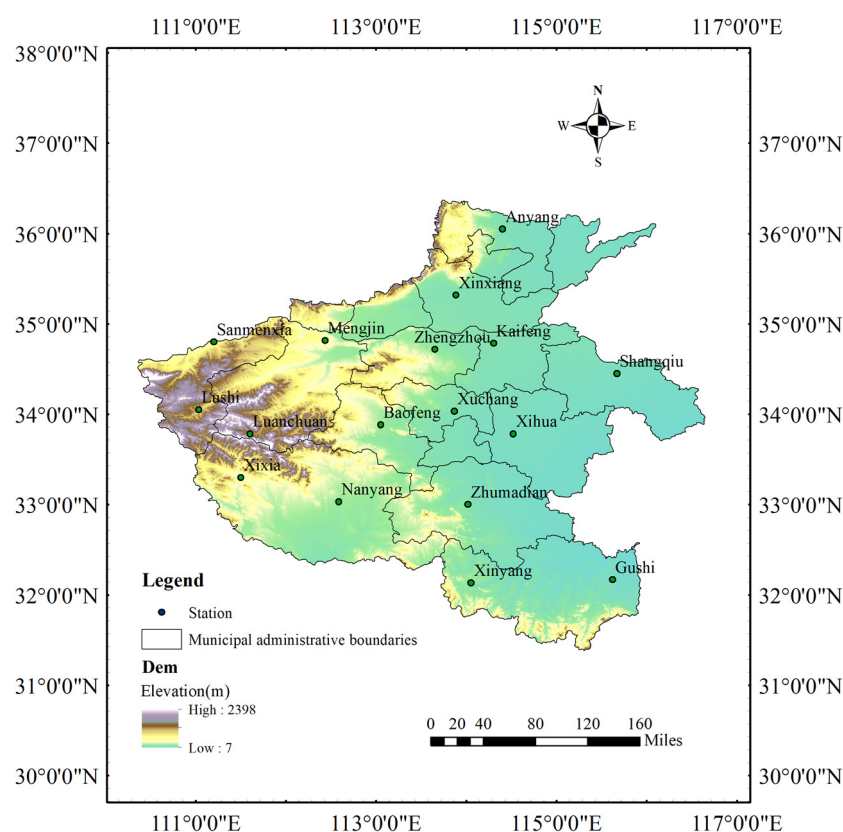 111°0'0"E 113°0'0"E 115°0'0"E 117°0'0"E
38°0'0"N 38°0'0"N
N
W E
S
37°0'0"N 37°0'0"N
Anyang
36°0'0"N 36°0'0"N
Xinxiang
35°0'0"N 35°0'0"N
Sanmenxia Mengjin Zhengzhou Kaifeng
Shangqiu
34°0'0"N 34°0'0"N
Lushi Luanchuan Baofeng Xuchang Xihua
Xixia
33°0'0"N 33°0'0"N
Nanyang Zhumadian
Xinyang Gushi
32°0'0"N 32°0'0"N
Legend
Station
Municipal administrative boundaries
Dem
31°0'0"N 31°0'0"N
Elevation(m)
High : 2398
Low : 7
0 20 40 80 120 160
Miles
30°0'0"N 30°0'0"N
111°0'0"E 113°0'0"E 115°0'0"E 117°0'0"E